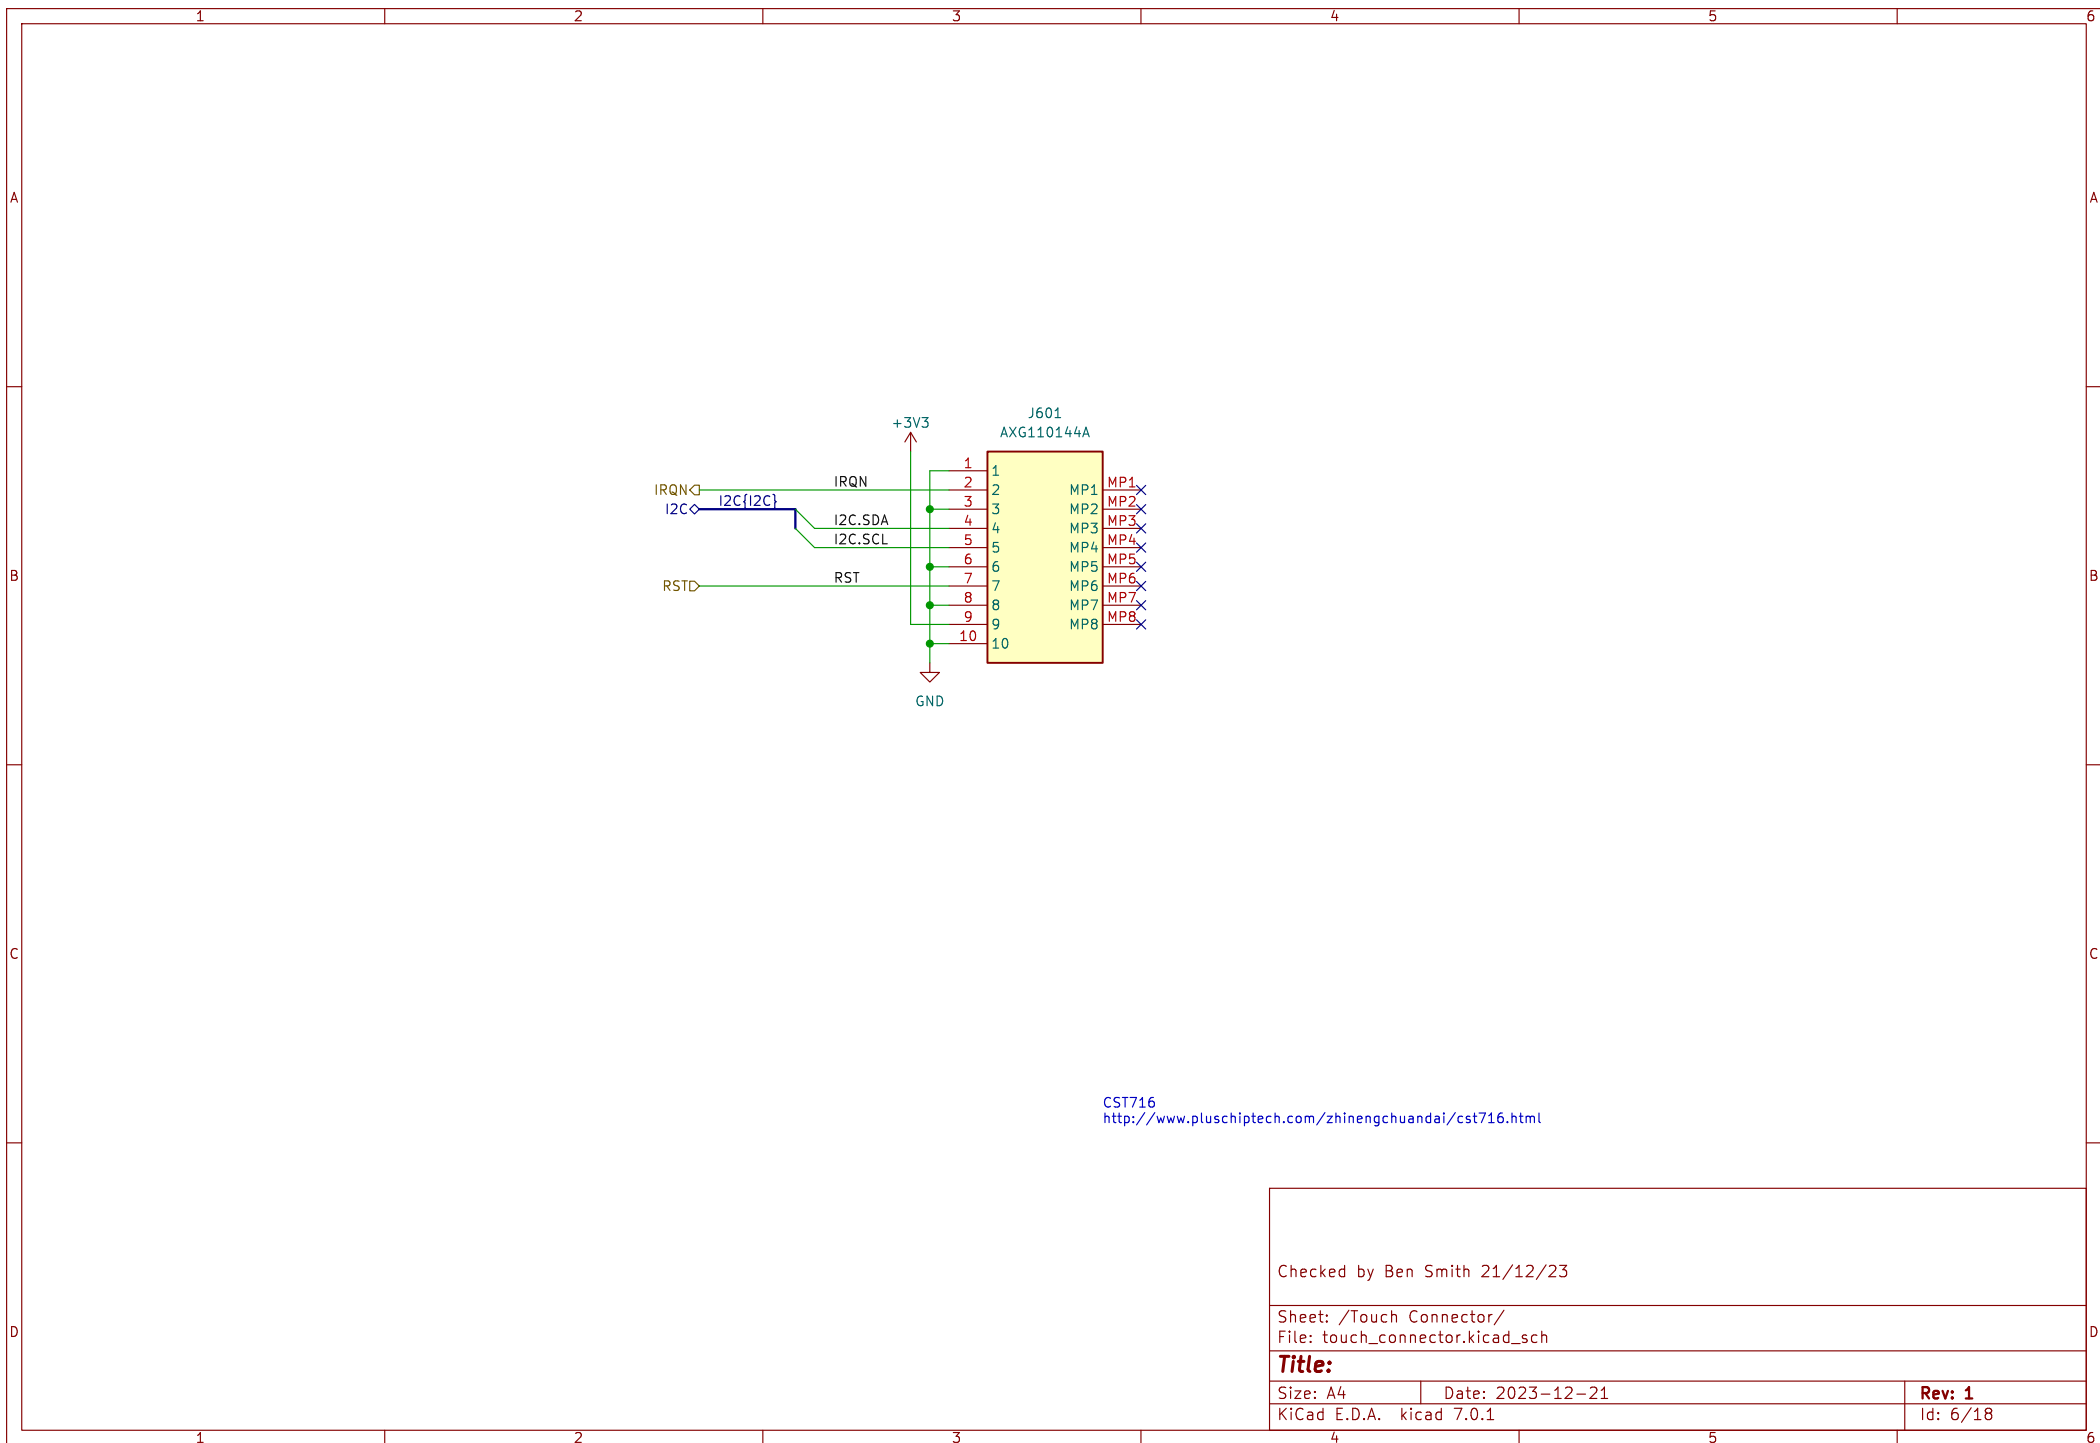 1 2 3 4 5 6
A A
J601
+3V3 AXG110144A
1 1
IRQN IRQN 2 2 MP1 MP1
I2C I2C{I2C} 3 3 MP2 MP2
I2C.SDA 4 4 MP3 MP3
I2C.SCL 5 5 MP4 MP4
6 6 MP5 MP5
B B
RST RST 7 7 MP6 MP6
8 8 MP7 MP7
9 9 MP8 MP8
10 10
GND
C C
CST716
http://www.pluschiptech.com/zhinengchuandai/cst716.html
Checked by Ben Smith 21/12/23
Sheet: /Touch Connector/
D D
File: touch_connector.kicad_sch
Title:
Size: A4 Date: 2023-12-21 Rev: 1
KiCad E.D.A. kicad 7.0.1 Id: 6/18
1 2 3 4 5 6